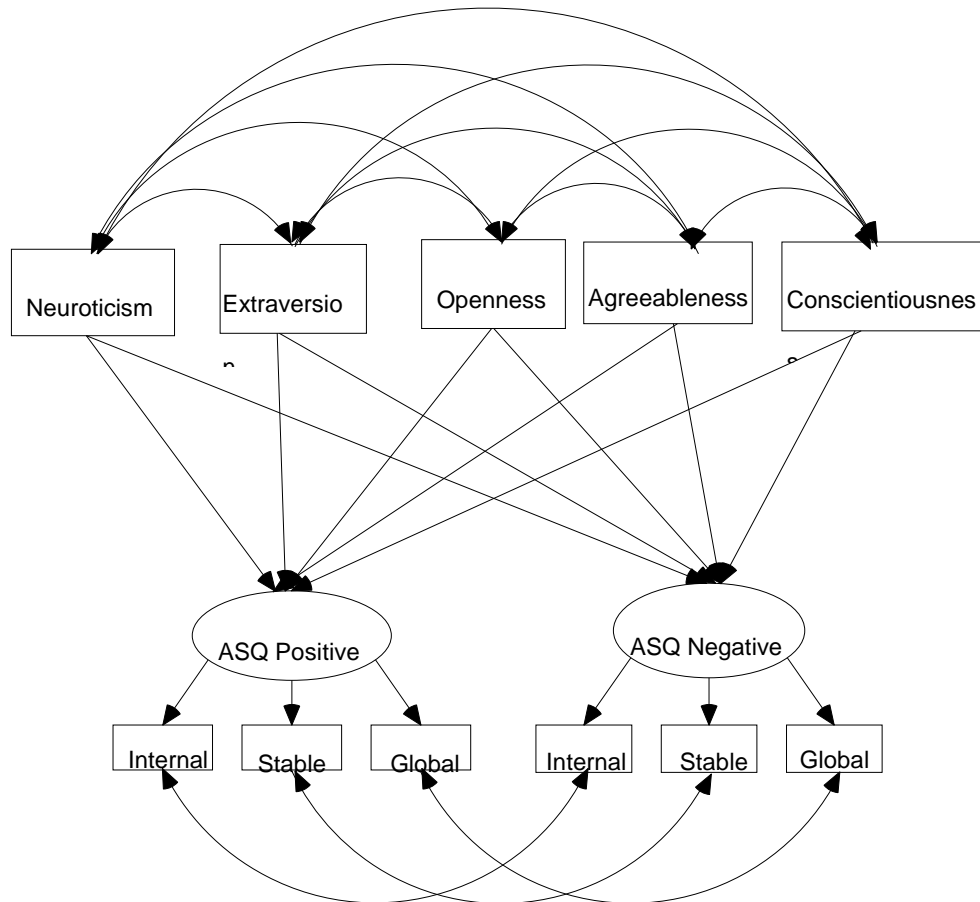 Neuroticism
Extraversio
n
Openness
Agreeableness
Conscientiousnes
s
ASQ Positive
ASQ Negative
Internal
Stable
Global
Internal
Stable
Global